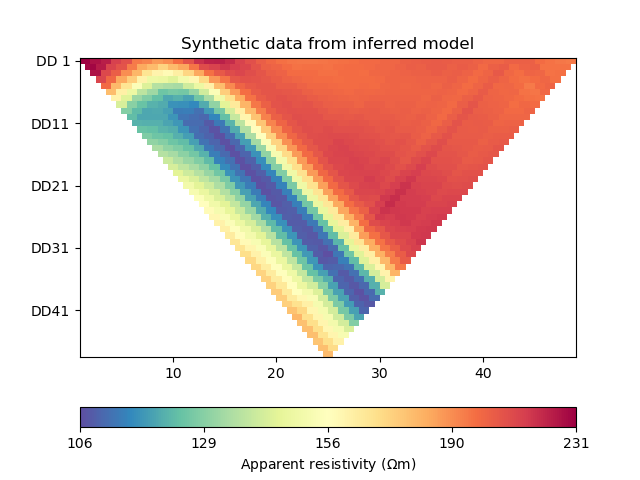 Synthetic data from inferred model
DD 1
DD11
DD21
DD31
DD41
10 20 30 40
106 129 156 190 231
Apparent resistivity (Ωm)